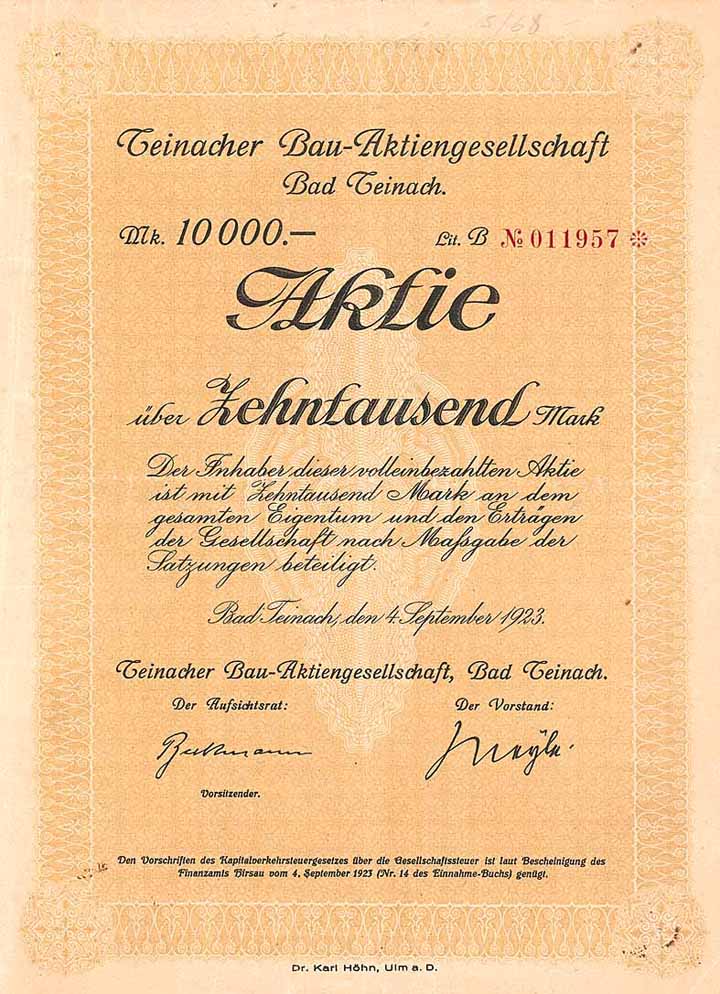 5/68
Teinacher Bau-Aktiengesellschaft
Bad Teinach.
Mk. 10 000.—
Lit. B № 011957 *
Aktie
über Zehntausend Mark
Der Inhaber dieser volleinbezahlten Aktie
ist mit Zehntausend Mark an dem
gesamten Eigentum und den Erträgen
der Gesellschaft nach Maſsgabe der
Satzungen beteiligt.
Bad Teinach, den 4. September 1923.
Teinacher Bau-Aktiengesellschaft, Bad Teinach.
Der Aufsichtsrat: Der Vorstand:
Vorsitzender.
Den Vorschriften des Kapitalverkehrsteuergesetzes über die Gesellschaftssteuer ist laut Bescheinigung des
Finanzamts Hirsau vom 4. September 1923 (Nr. 14 des Einnahme-Buchs) genügt.
Dr. Karl Höhn, Ulm a. D.